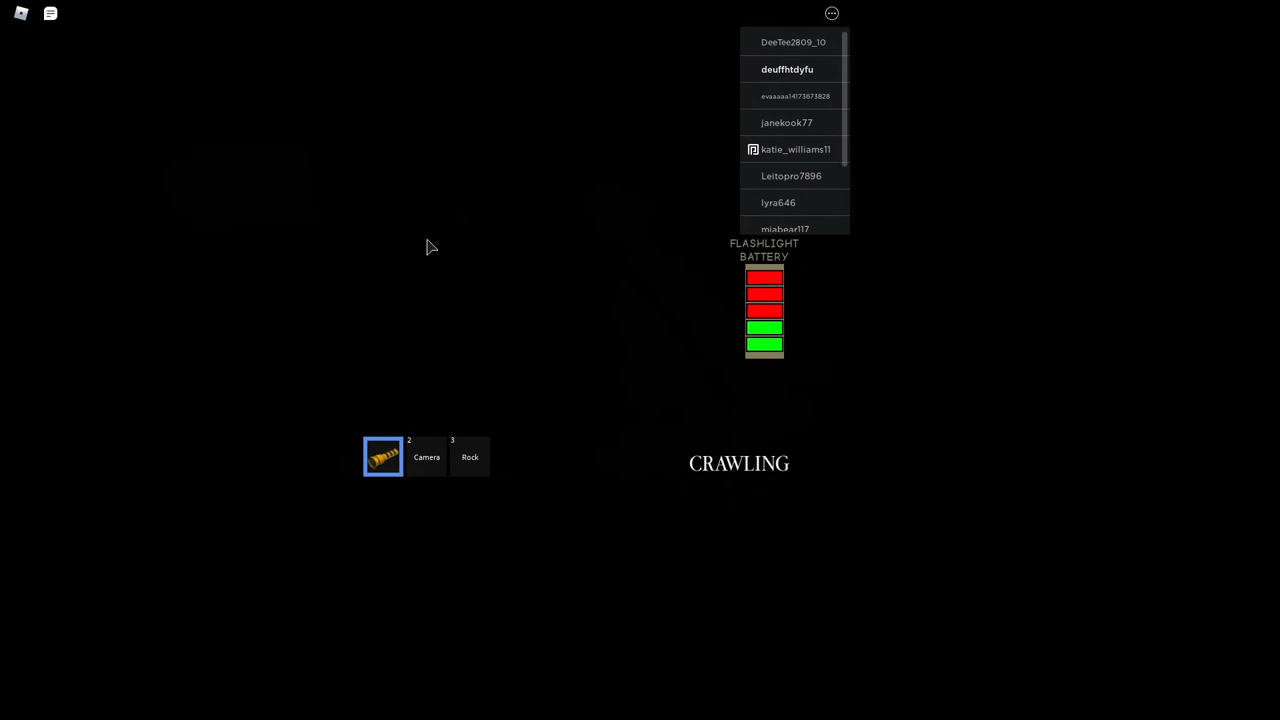 DeeTee2809_10
deuffhtdyfu
evaaaaa14173673828
janekook77
katie_williams11
Leitopro7896
lyra646
miabear117
FLASHLIGHT
BATTERY
2
Camera
3
Rock
CRAWLING